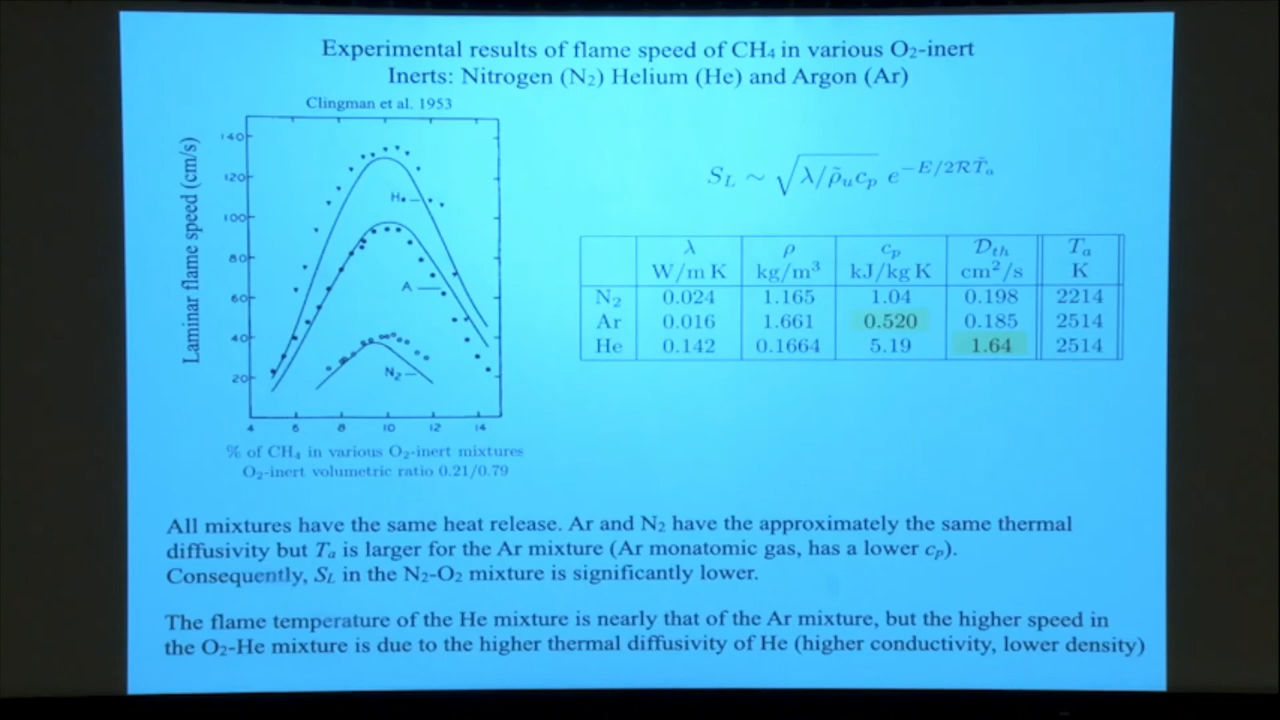 Experimental results of flame speed of CH₄ in various O₂-inert
Inerts: Nitrogen (N₂) Helium (He) and Argon (Ar)
Clingman et al. 1953
Laminar flame speed (cm/s)
140
120
100
80
60
40
20
He
A
N₂
4 6 8 10 12 14
% of CH₄ in various O₂-inert mixtures
O₂-inert volumetric ratio 0.21/0.79
S_L ∼ √(λ/ρ̃_u c_p) e^(−E/2RT̃_a)
λ ρ c_p D_th T_a
W/m K kg/m³ kJ/kg K cm²/s K
N₂ 0.024 1.165 1.04 0.198 2214
Ar 0.016 1.661 0.520 0.185 2514
He 0.142 0.1664 5.19 1.64 2514
All mixtures have the same heat release. Ar and N₂ have the approximately the same thermal
diffusivity but T_a is larger for the Ar mixture (Ar monatomic gas, has a lower c_p).
Consequently, S_L in the N₂-O₂ mixture is significantly lower.
The flame temperature of the He mixture is nearly that of the Ar mixture, but the higher speed in
the O₂-He mixture is due to the higher thermal diffusivity of He (higher conductivity, lower density)